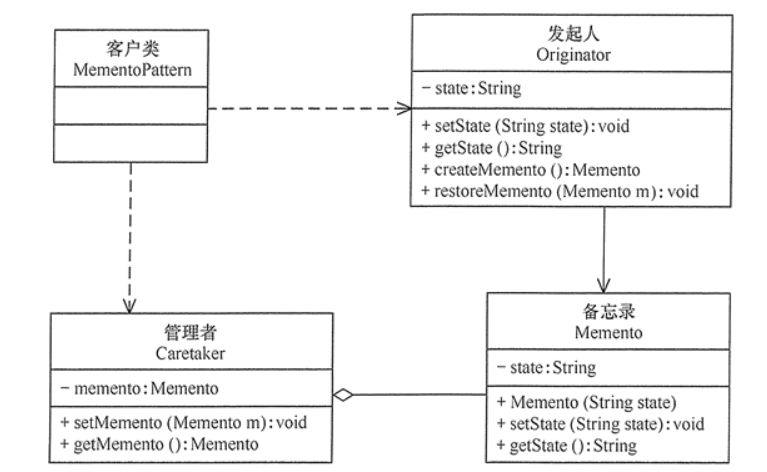 客户类
MementoPattern
发起人
Originator
− state:String
+ setState (String state): void
+ getState (): String
+ createMemento (): Memento
+ restoreMemento (Memento m): void
管理者
Caretaker
− memento:Memento
+ setMemento (Memento m): void
+ getMemento (): Memento
备忘录
Memento
− state:String
+ Memento (String state)
+ setState (String state): void
+ getState (): String